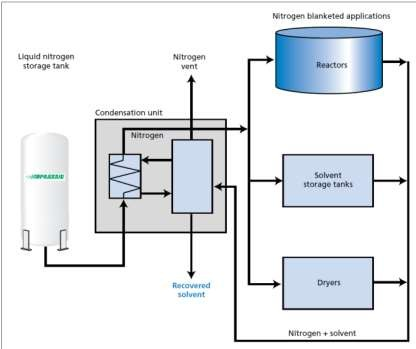 Nitrogen blanketed applications
Liquid nitrogen
storage tank
Nitrogen
vent
Reactors
Condensation unit
Nitrogen
PRAXAIR
Solvent
storage tanks
Recovered
solvent
Dryers
Nitrogen + solvent